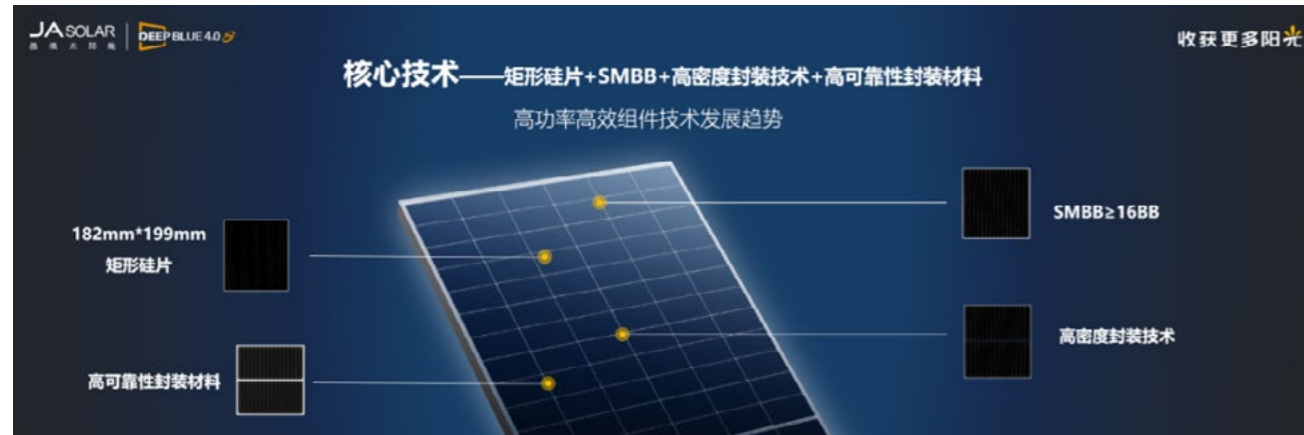 JA SOLAR
晶澳太阳能
DEEP BLUE 4.0
收获更多阳光
核心技术——矩形硅片+SMBB+高密度封装技术+高可靠性封装材料
高功率高效组件技术发展趋势
182mm*199mm
矩形硅片
SMBB≥16BB
高可靠性封装材料
高密度封装技术